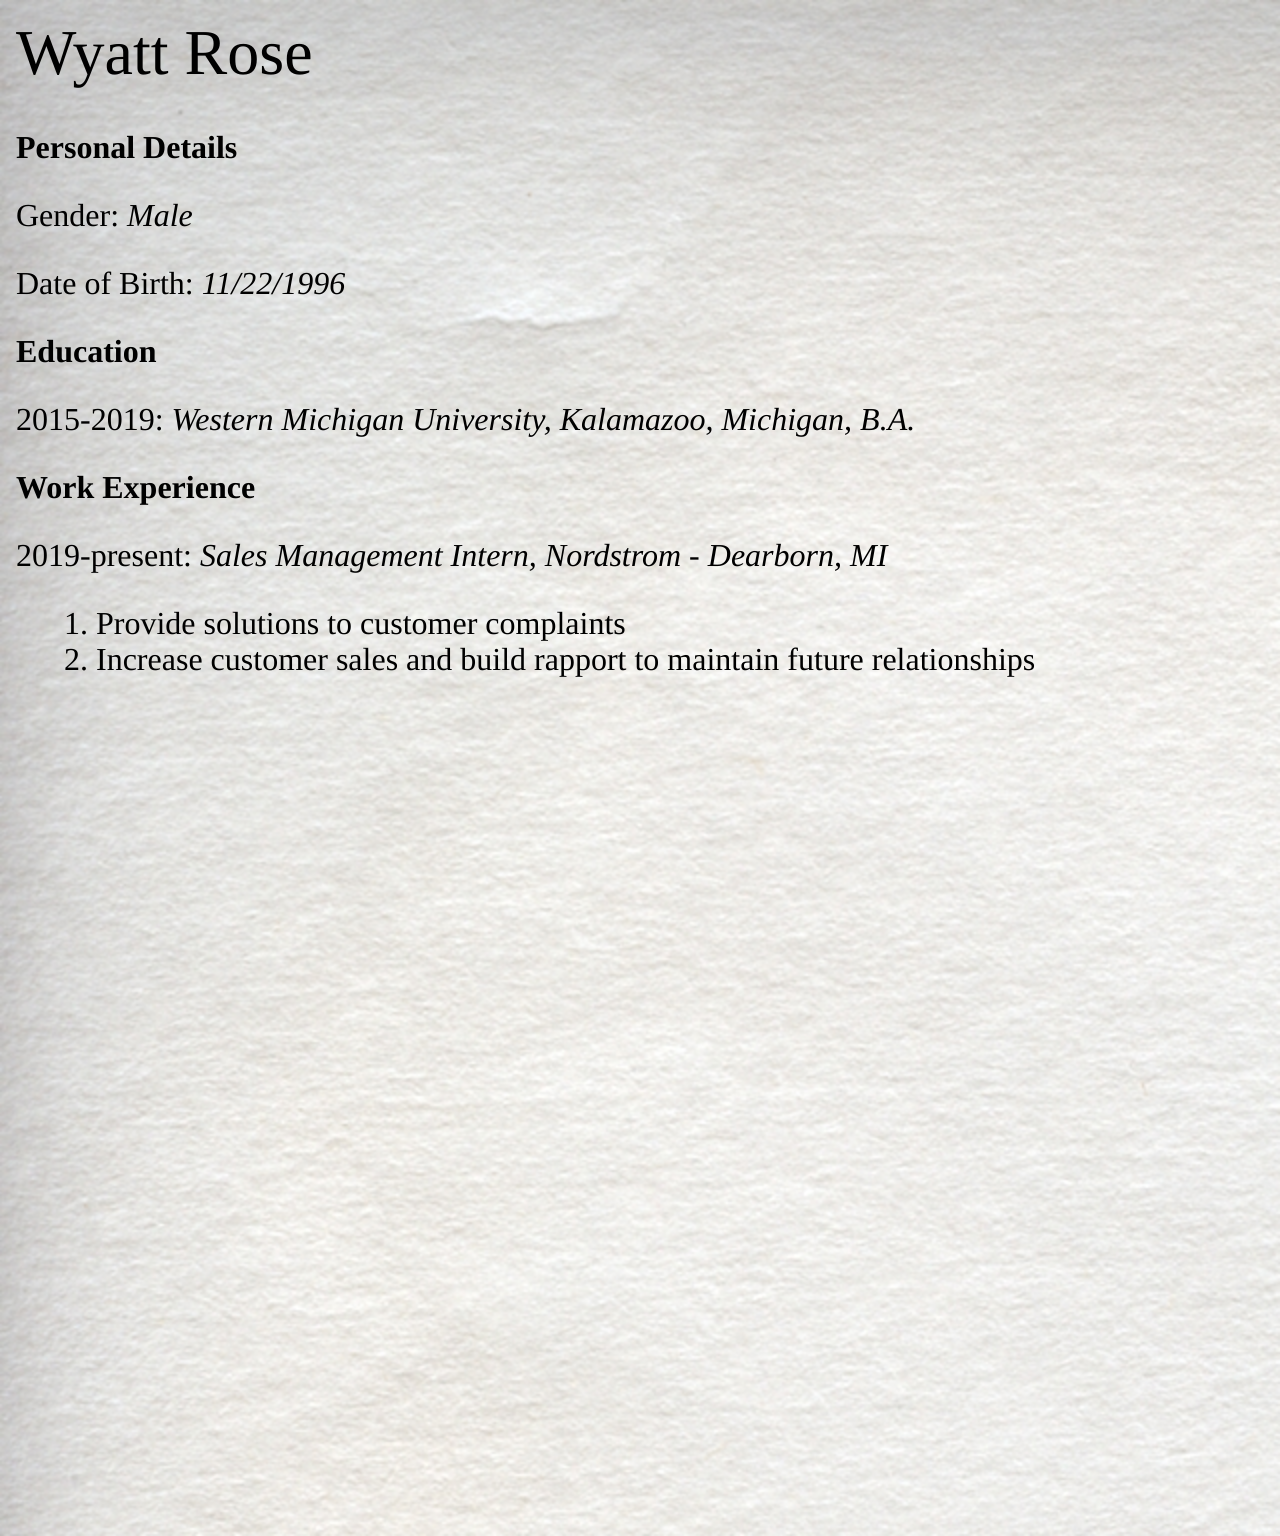 Wyatt Rose
Personal Details
Gender: Male
Date of Birth: 11/22/1996
Education
2015-2019: Western Michigan University, Kalamazoo, Michigan, B.A.
Work Experience
2019-present: Sales Management Intern, Nordstrom - Dearborn, MI
1. Provide solutions to customer complaints
2. Increase customer sales and build rapport to maintain future relationships